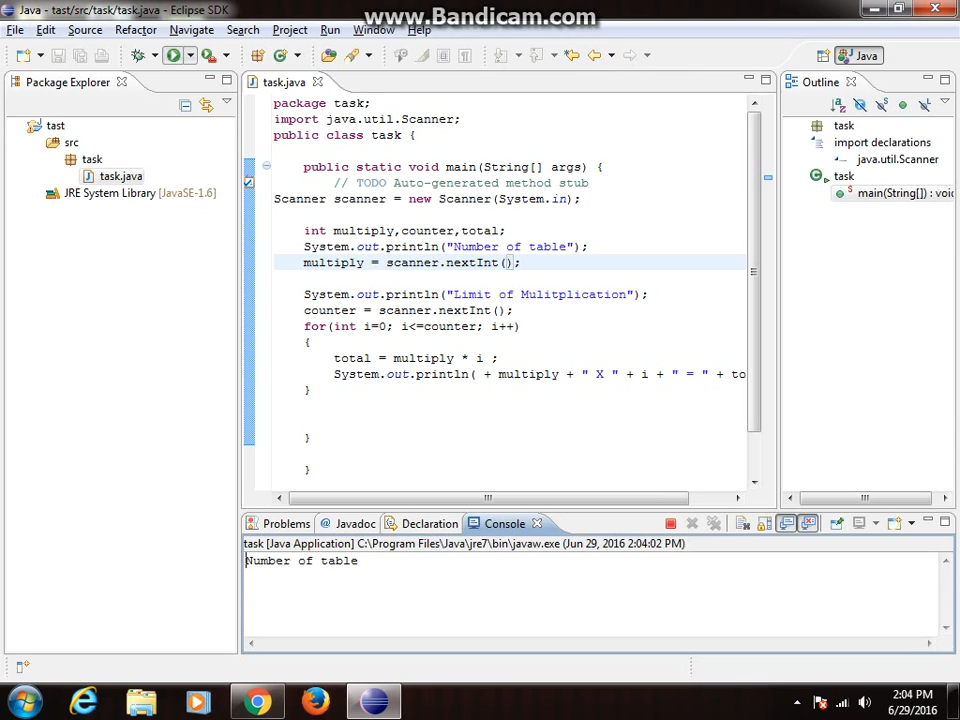 Java - tast/src/task/task.java - Eclipse SDK
www.Bandicam.com
File Edit Source Refactor Navigate Search Project Run Window Help
Java
Package Explorer
task.java
Outline
tast
src
task
task.java
JRE System Library [JavaSE-1.6]
package task;
import java.util.Scanner;
public class task {
public static void main(String[] args) {
// TODO Auto-generated method stub
Scanner scanner = new Scanner(System.in);
int multiply,counter,total;
System.out.println("Number of table");
multiply = scanner.nextInt();
System.out.println("Limit of Mulitplication");
counter = scanner.nextInt();
for(int i=0; i<=counter; i++)
{
total = multiply * i ;
System.out.println( + multiply + " X " + i + " = " + to
}
}
}
task
import declarations
java.util.Scanner
task
main(String[]) : voic
Problems @ Javadoc Declaration Console
task [Java Application] C:\Program Files\Java\jre7\bin\javaw.exe (Jun 29, 2016 2:04:02 PM)
Number of table
2:04 PM
6/29/2016